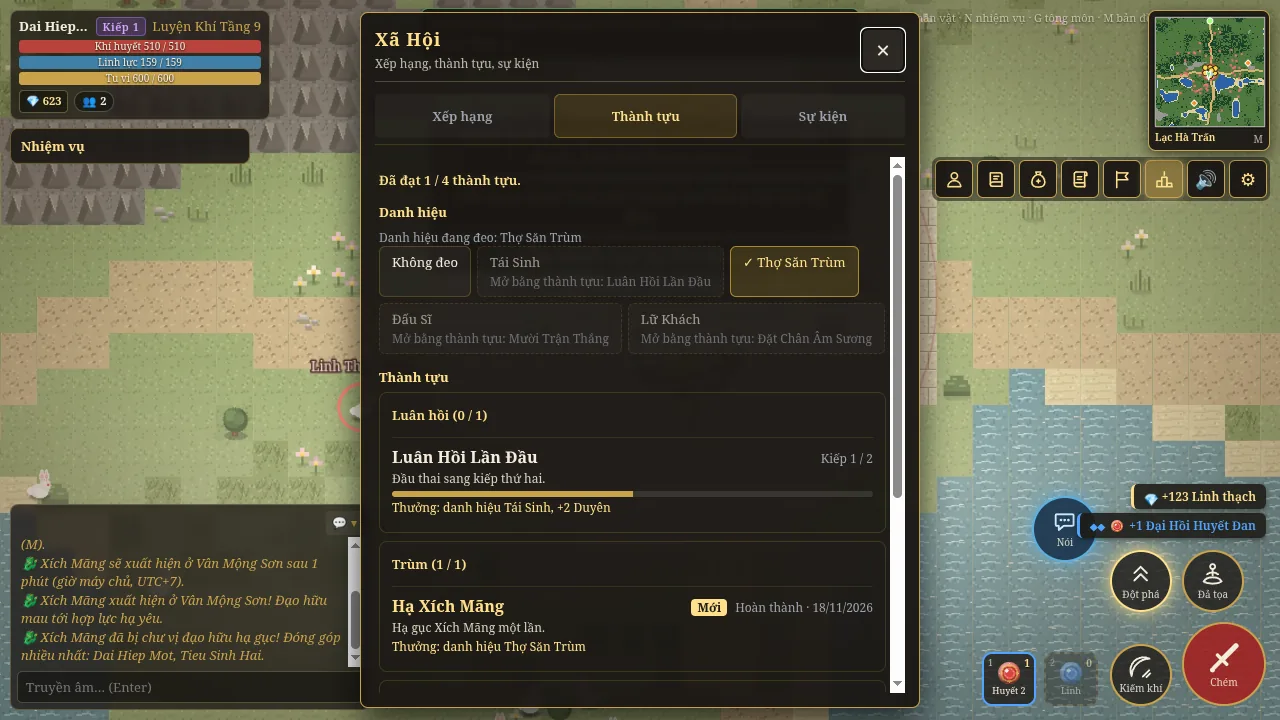 Dai Hiep... Kiếp 1 Luyện Khí Tầng 9
Khí huyết 510 / 510
Linh lực 159 / 159
Tu vi 600 / 600
💎 623 👥 2
Nhiệm vụ
Xã Hội
Xếp hạng, thành tựu, sự kiện
Xếp hạng Thành tựu Sự kiện
Đã đạt 1 / 4 thành tựu.
Danh hiệu
Danh hiệu đang đeo: Thợ Săn Trùm
Không đeo
Tái Sinh
Mở bằng thành tựu: Luân Hồi Lần Đầu
✓ Thợ Săn Trùm
Đấu Sĩ
Mở bằng thành tựu: Mười Trận Thắng
Lữ Khách
Mở bằng thành tựu: Đặt Chân Âm Sương
Thành tựu
Luân hồi (0 / 1)
Luân Hồi Lần Đầu Kiếp 1 / 2
Đầu thai sang kiếp thứ hai.
Thưởng: danh hiệu Tái Sinh, +2 Duyên
Trùm (1 / 1)
Hạ Xích Mãng Mới Hoàn thành · 18/11/2026
Hạ gục Xích Mãng một lần.
Thưởng: danh hiệu Thợ Săn Trùm
vật · N nhiệm vụ · G tông môn · M bản
Lạc Hà Trấn M
Linh
(M).
🐉 Xích Mãng sẽ xuất hiện ở Vân Mộng Sơn sau 1
phút (giờ máy chủ, UTC+7).
🐉 Xích Mãng xuất hiện ở Vân Mộng Sơn! Đạo hữu
mau tới hợp lực hạ yêu.
🐉 Xích Mãng đã bị chư vị đạo hữu hạ gục! Đóng góp
nhiều nhất: Dai Hiep Mot, Tieu Sinh Hai.
Truyền âm... (Enter)
💎 +123 Linh thạch
+1 Đại Hồi Huyết Đan
Nói
Đột phá
Đả tọa
1 1
Huyết 2
2 0
Linh
Kiếm khí
Chém